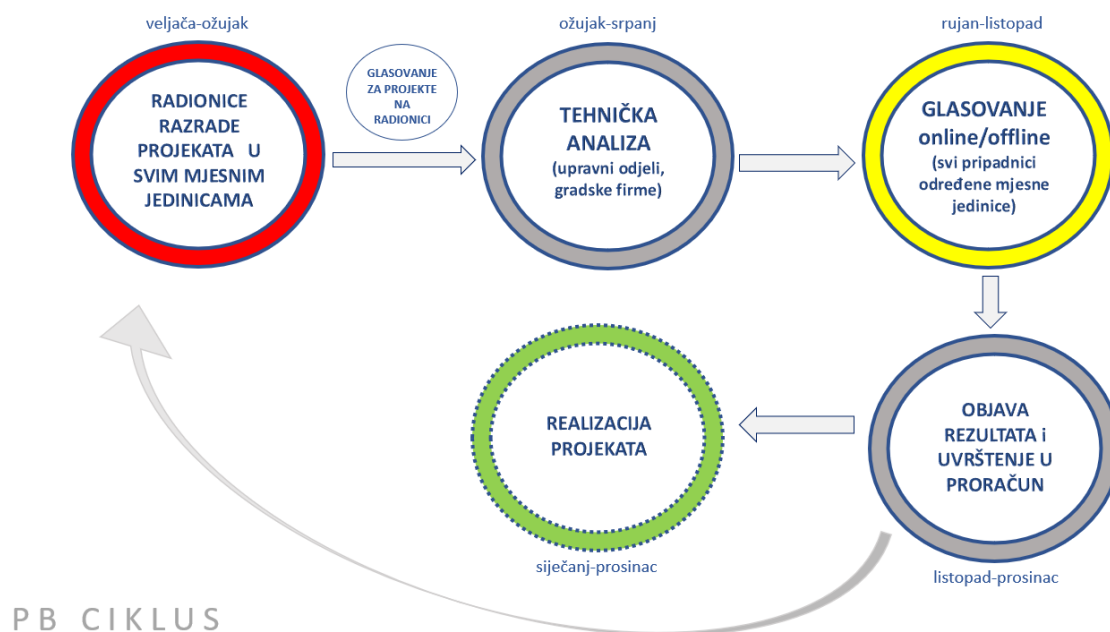 veljača-ožujak
RADIONICE
RAZRADE
PROJEKATA U
SVIM MJESNIM
JEDINICAMA
GLASOVANJE
ZA PROJEKTE
NA
RADIONICI
ožujak-srpanj
TEHNIČKA
ANALIZA
(upravni odjeli,
gradske firme)
rujan-listopad
GLASOVANJE
online/offline
(svi pripadnici
određene mjesne
jedinice)
OBJAVA
REZULTATA i
UVRŠTENJE U
PRORAČUN
listopad-prosinac
REALIZACIJA
PROJEKATA
siječanj-prosinac
PB CIKLUS